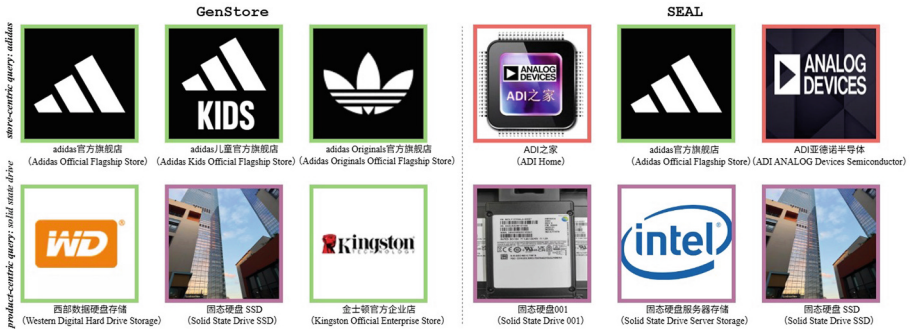 GenStore
SEAL
store-centric query: adidas
KIDS
ANALOG
DEVICES
ADI之家
ANALOG
DEVICES
adidas官方旗舰店
(Adidas Official Flagship Store)
adidas儿童官方旗舰店
(Adidas Kids Official Flagship Store)
adidas Originals官方旗舰店
(Adidas Originals Official Flagship Store)
ADI之家
(ADI Home)
adidas官方旗舰店
(Adidas Official Flagship Store)
ADI亚德诺半导体
(ADI ANALOG Devices Semiconductor)
product-centric query: solid state drive
WD®
Kingston
TECHNOLOGY
intel®
西部数据硬盘存储
(Western Digital Hard Drive Storage)
固态硬盘 SSD
(Solid State Drive SSD)
金士顿官方企业店
(Kingston Official Enterprise Store)
固态硬盘001
(Solid State Drive 001)
固态硬盘服务器存储
(Solid State Drive Server Storage)
固态硬盘 SSD
(Solid State Drive SSD)